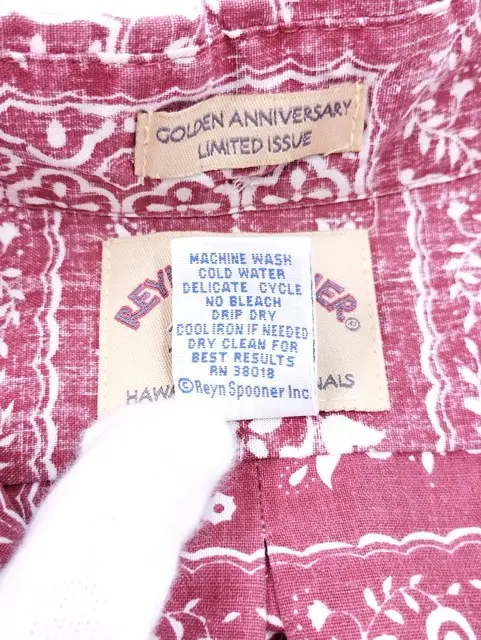 GOLDEN ANNIVERSARY
LIMITED ISSUE
MACHINE WASH
COLD WATER
DELICATE CYCLE
NO BLEACH
DRIP DRY
COOL IRON IF NEEDED
DRY CLEAN FOR
BEST RESULTS
RN 38018
©Reyn Spooner Inc.